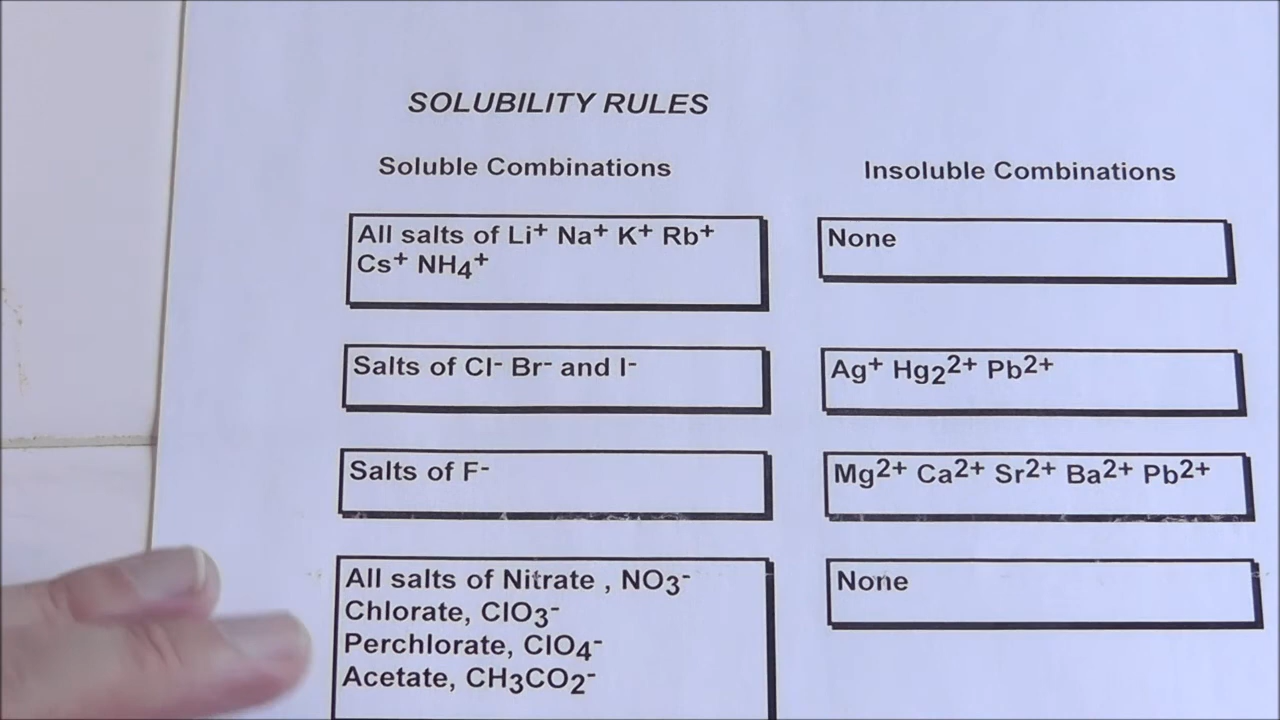 SOLUBILITY RULES
Soluble Combinations
Insoluble Combinations
All salts of Li⁺ Na⁺ K⁺ Rb⁺
Cs⁺ NH₄⁺
None
Salts of Cl⁻ Br⁻ and I⁻
Ag⁺ Hg₂²⁺ Pb²⁺
Salts of F⁻
Mg²⁺ Ca²⁺ Sr²⁺ Ba²⁺ Pb²⁺
All salts of Nitrate , NO₃⁻
Chlorate, ClO₃⁻
Perchlorate, ClO₄⁻
Acetate, CH₃CO₂⁻
None